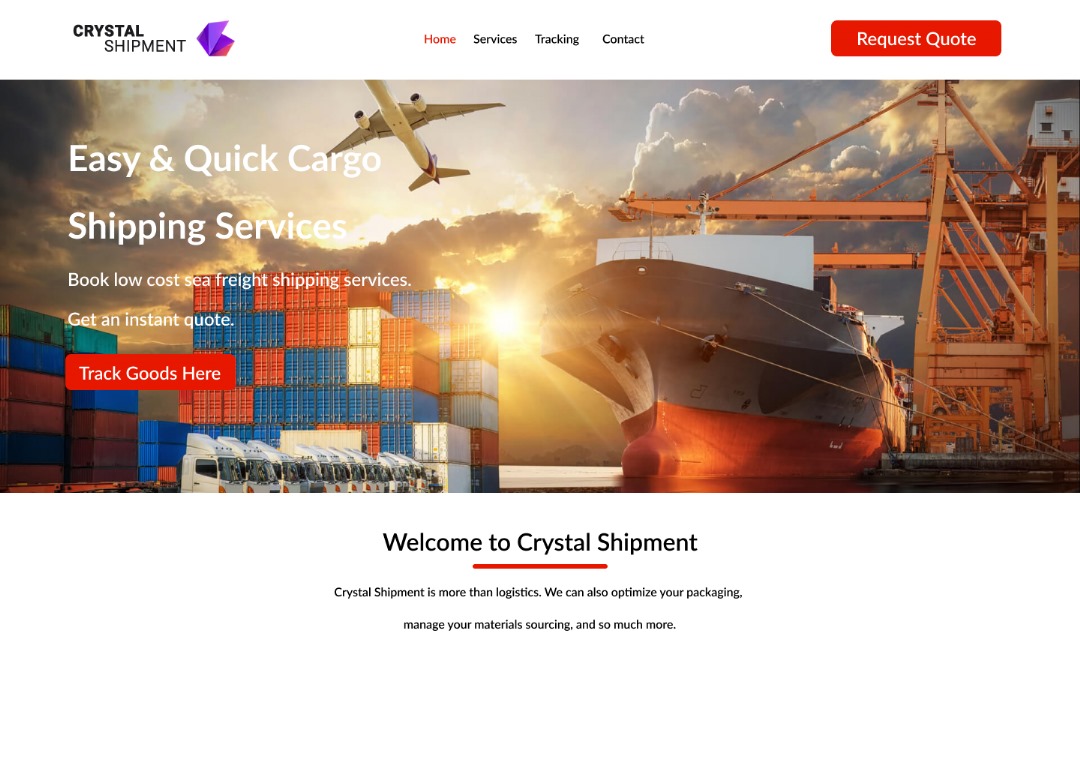 CRYSTAL
SHIPMENT
Home Services Tracking Contact
Request Quote
Easy & Quick Cargo
Shipping Services
Book low cost sea freight shipping services.
Get an instant quote.
Track Goods Here
Welcome to Crystal Shipment
Crystal Shipment is more than logistics. We can also optimize your packaging,
manage your materials sourcing, and so much more.